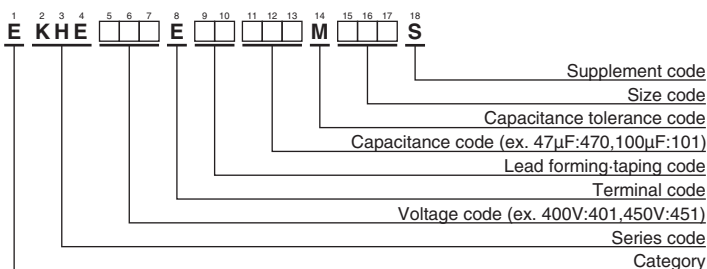 1 2 3 4 5 6 7 8 9 10 11 12 13 14 15 16 17 18
E KHE □□□ E □□ □□□ M □□□ S
Supplement code
Size code
Capacitance tolerance code
Capacitance code (ex. 47μF:470,100μF:101)
Lead forming·taping code
Terminal code
Voltage code (ex. 400V:401,450V:451)
Series code
Category